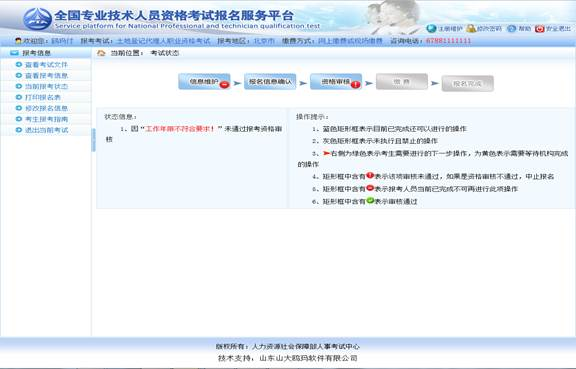 全国专业技术人员资格考试报名服务平台
Service platform for National Professional and technician qualification test
注册维护 修改密码 帮助 安全退出
欢迎您：鸥玛付 报考考试：土地登记代理人职业资格考试 报考地区：北京市 缴费方式：网上缴费或现场缴费 咨询电话：67881111111
报考信息
当前位置： 考试状态
查看考试文件
查看报考信息
当前报考状态
打印报名表
修改报名信息
考生报考指南
退出当前考试
信息维护 报名信息确认 资格审核 缴 费 报名完成
状态信息：
1、因“工作年限不符合要求！”未通过报考资格审
核
操作提示：
1、蓝色矩形框表示目前已完成还可以进行的操作
2、灰色矩形框表示未执行且禁止的操作
3、右侧为绿色表示考生需要进行的下一步操作，为黄色表示需要等待机构完成
的操作
4、矩形框中含有表示该项审核未通过，如果是资格审核不通过，中止报名
5、矩形框中含有表示报考人员当前已完成不可再进行此项操作
6、矩形框中含有表示审核通过
版权所有：人力资源社会保障部人事考试中心
技术支持：山东山大鸥玛软件有限公司